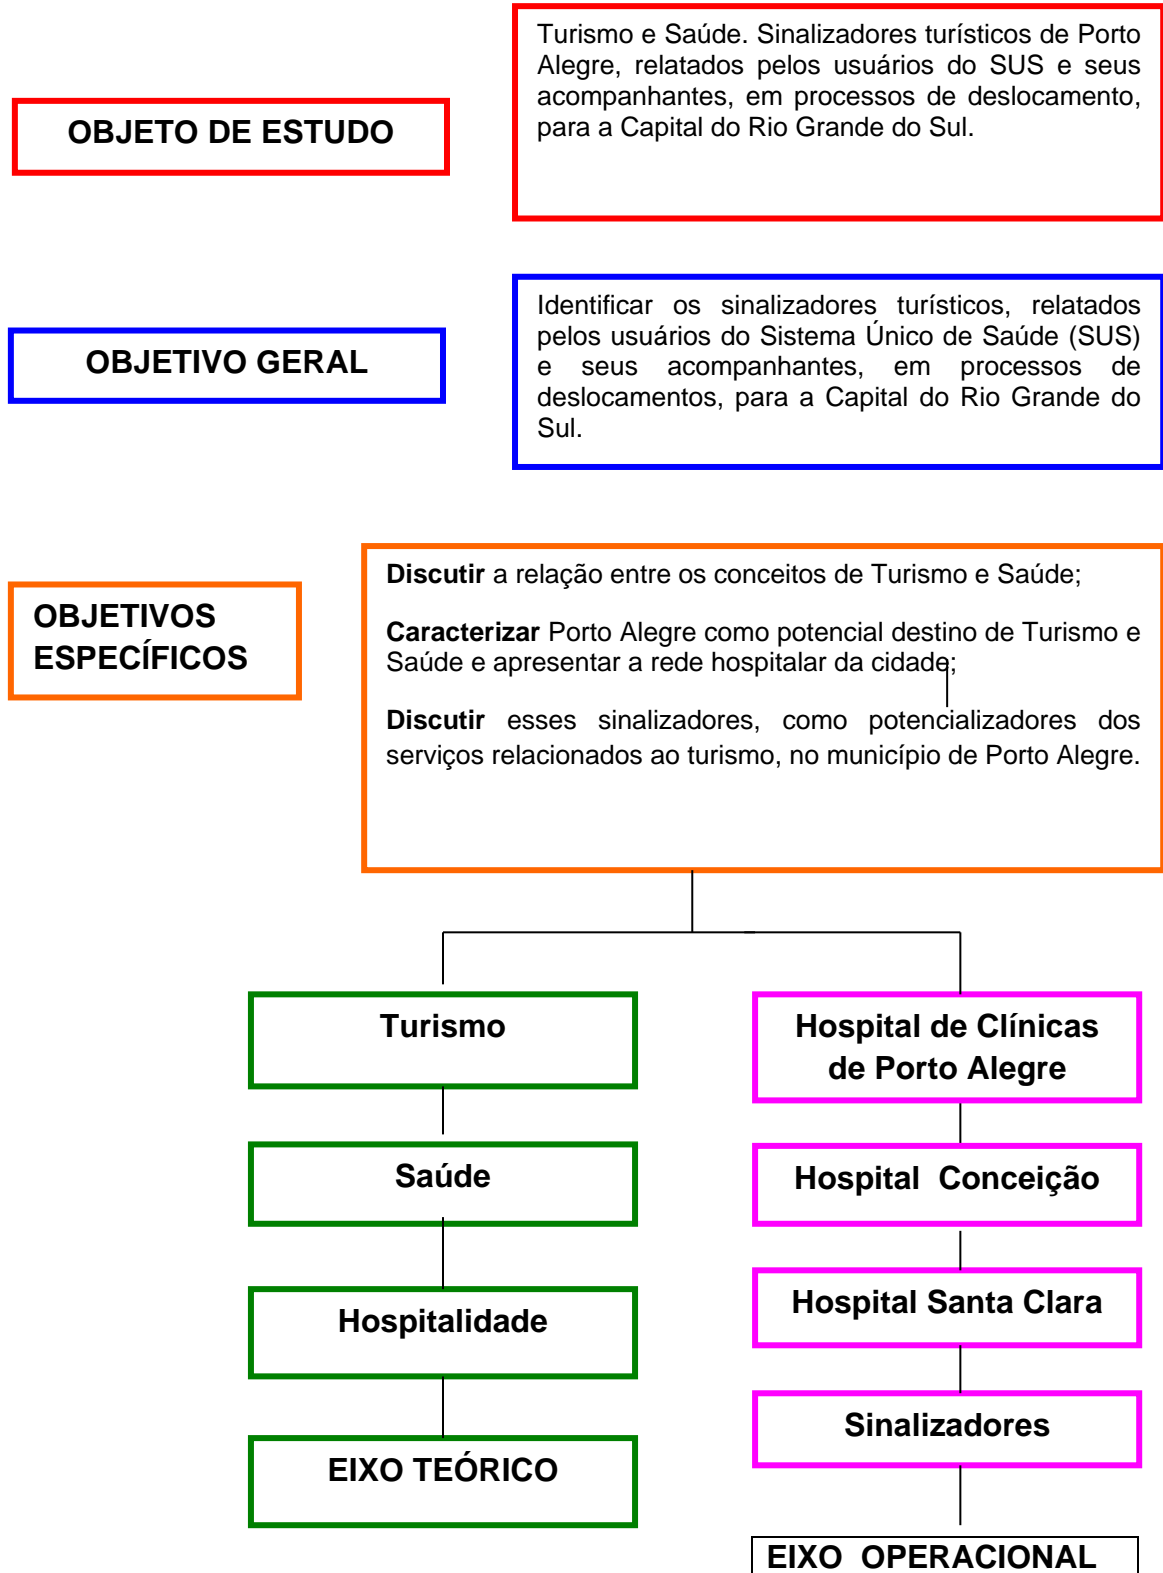 OBJETO DE ESTUDO
Turismo e Saúde. Sinalizadores turísticos de Porto
Alegre, relatados pelos usuários do SUS e seus
acompanhantes, em processos de deslocamento,
para a Capital do Rio Grande do Sul.
OBJETIVO GERAL
Identificar os sinalizadores turísticos, relatados
pelos usuários do Sistema Único de Saúde (SUS)
e seus acompanhantes, em processos de
deslocamentos, para a Capital do Rio Grande do
Sul.
OBJETIVOS
ESPECÍFICOS
Discutir a relação entre os conceitos de Turismo e Saúde;
Caracterizar Porto Alegre como potencial destino de Turismo e
Saúde e apresentar a rede hospitalar da cidade;
Discutir esses sinalizadores, como potencializadores dos
serviços relacionados ao turismo, no município de Porto Alegre.
Turismo
Saúde
Hospitalidade
EIXO TEÓRICO
Hospital de Clínicas
de Porto Alegre
Hospital Conceição
Hospital Santa Clara
Sinalizadores
EIXO OPERACIONAL